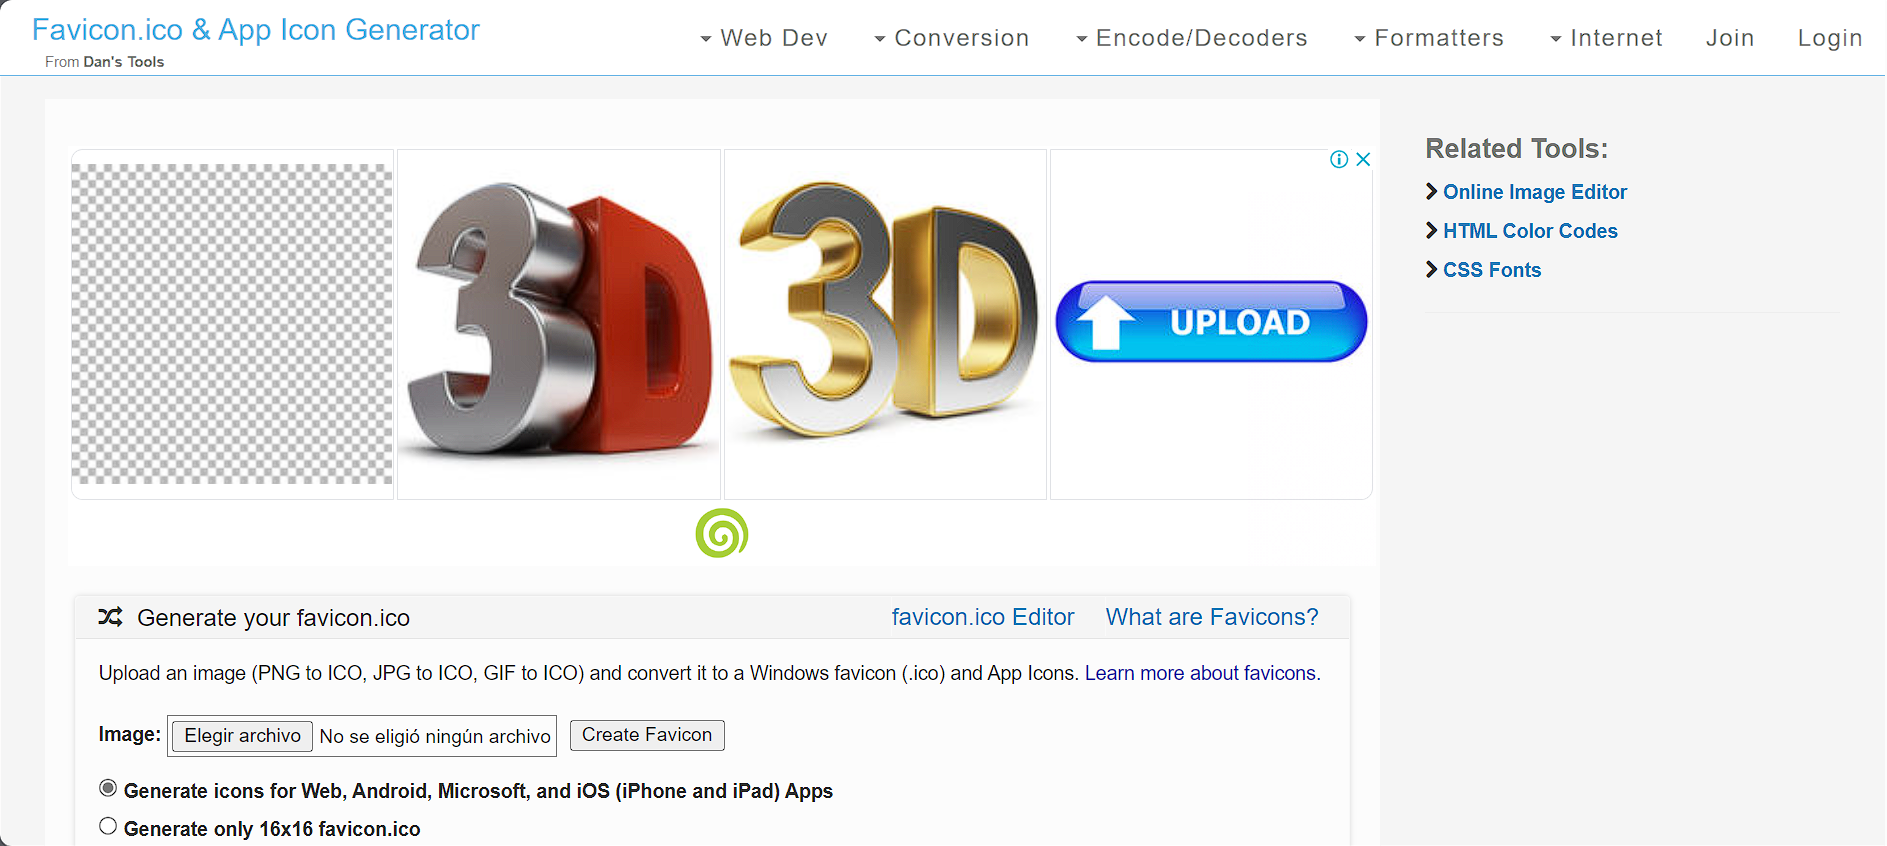 Favicon.ico & App Icon Generator
From Dan's Tools
Web Dev
Conversion
Encode/Decoders
Formatters
Internet
Join
Login
3D
3D
UPLOAD
Related Tools:
Online Image Editor
HTML Color Codes
CSS Fonts
Generate your favicon.ico
favicon.ico Editor
What are Favicons?
Upload an image (PNG to ICO, JPG to ICO, GIF to ICO) and convert it to a Windows favicon (.ico) and App Icons. Learn more about favicons.
Image: Elegir archivo No se eligió ningún archivo Create Favicon
Generate icons for Web, Android, Microsoft, and iOS (iPhone and iPad) Apps
Generate only 16x16 favicon.ico